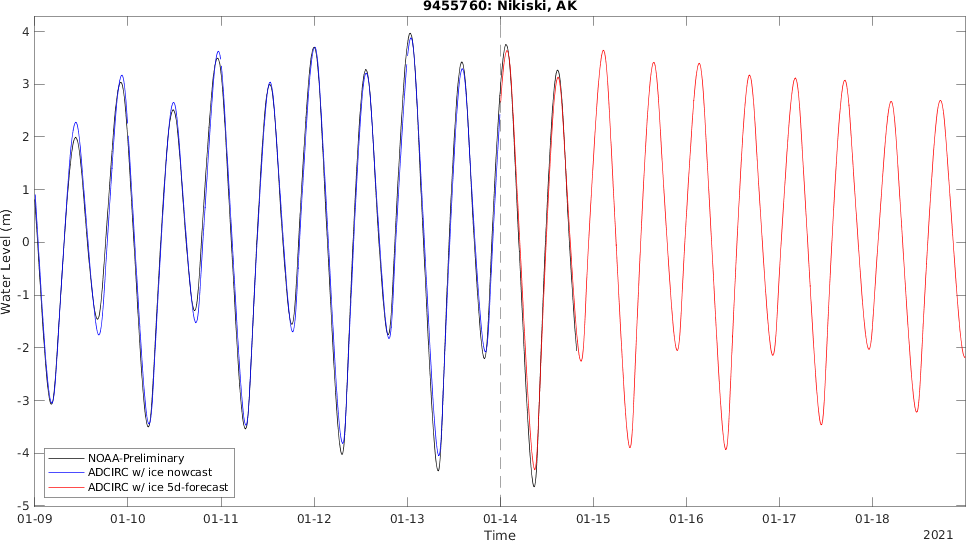 9455760: Nikiski, AK
Water Level (m)
4
3
2
1
0
-1
-2
-3
-4
-5
NOAA-Preliminary
ADCIRC w/ ice nowcast
ADCIRC w/ ice 5d-forecast
01-09 01-10 01-11 01-12 01-13 01-14 01-15 01-16 01-17 01-18
Time
2021